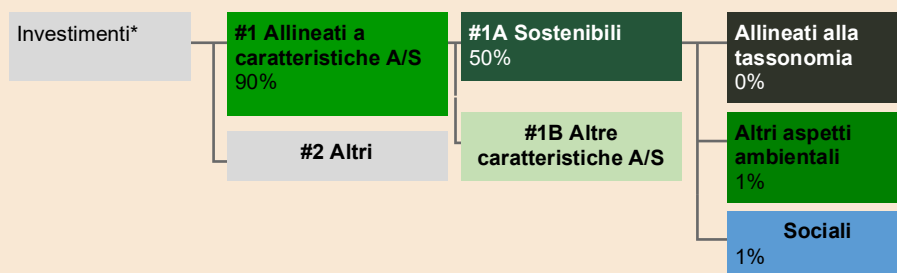 Investimenti*
#1 Allineati a
caratteristiche A/S
90%
#2 Altri
#1A Sostenibili
50%
#1B Altre
caratteristiche A/S
Allineati alla
tassonomia
0%
Altri aspetti
ambientali
1%
Sociali
1%